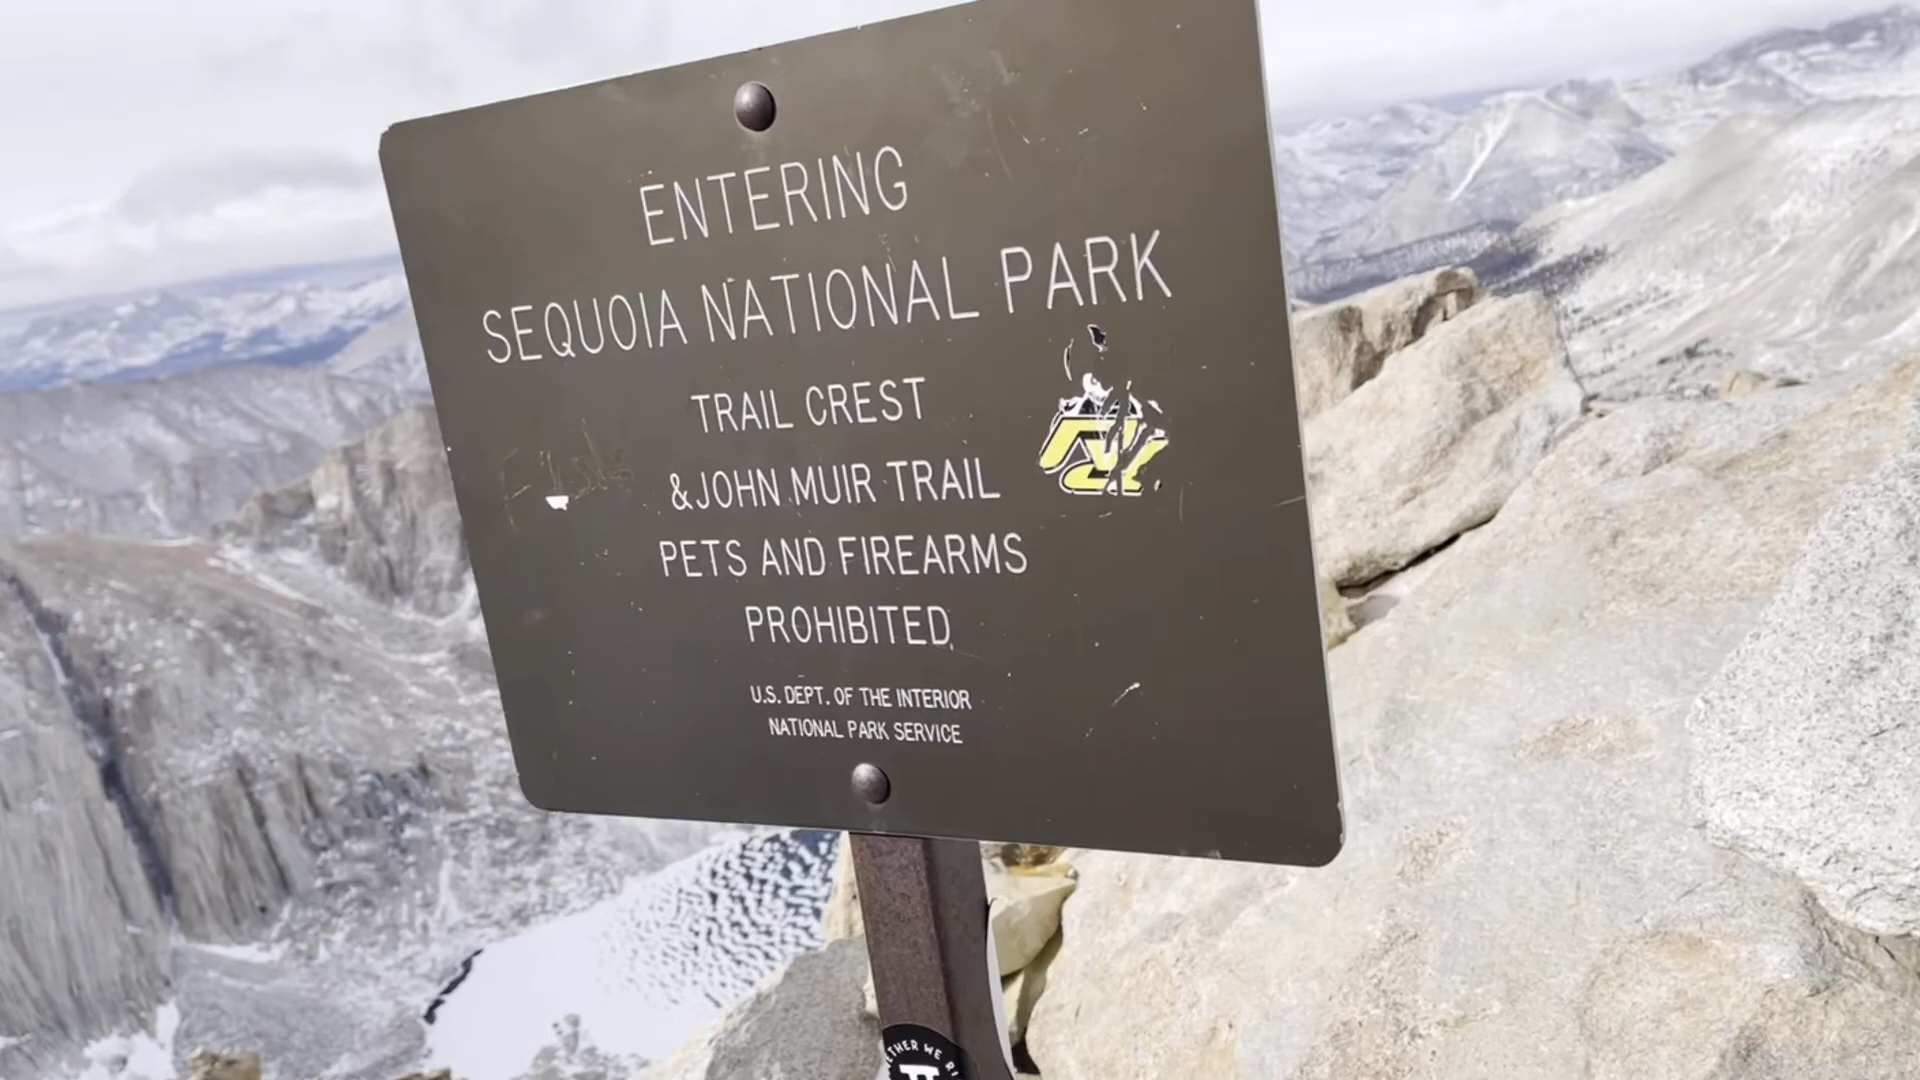 ENTERING
SEQUOIA NATIONAL PARK
TRAIL CREST
& JOHN MUIR TRAIL
PETS AND FIREARMS
PROHIBITED
U.S. DEPT. OF THE INTERIOR
NATIONAL PARK SERVICE
WE